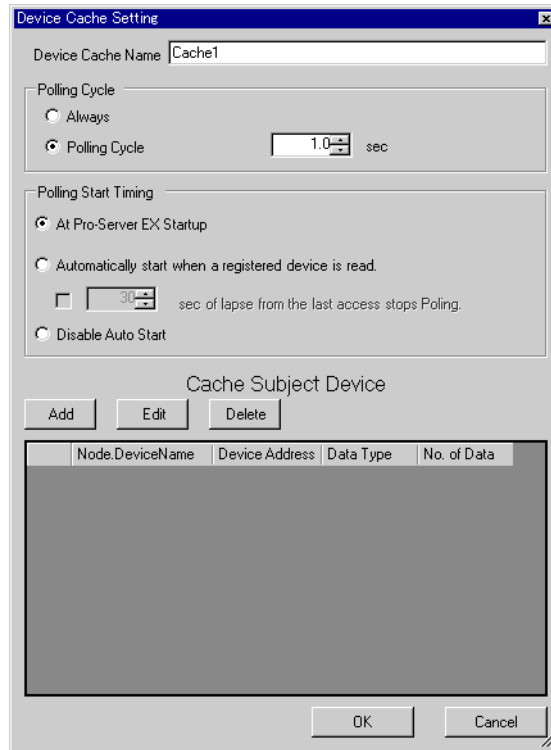 Device Cache Setting
Device Cache Name Cache1
Polling Cycle
Always
Polling Cycle 1.0 sec
Polling Start Timing
At Pro-Server EX Startup
Automatically start when a registered device is read.
30 sec of lapse from the last access stops Poling.
Disable Auto Start
Cache Subject Device
Add Edit Delete
Node.DeviceName Device Address Data Type No. of Data
OK Cancel